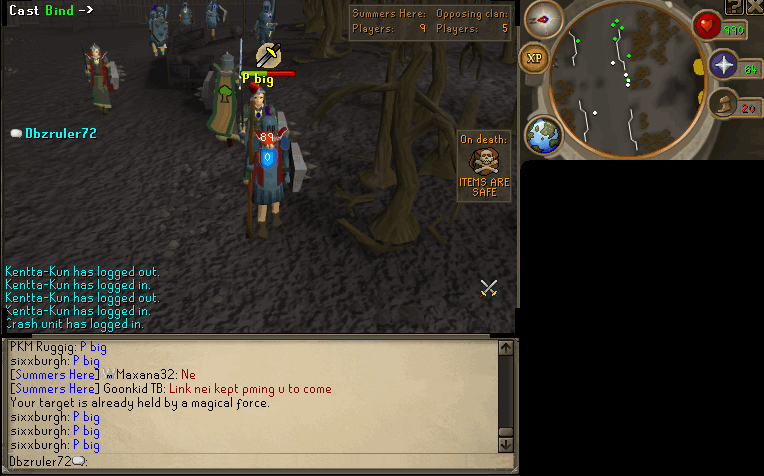 Cast Bind ->
Summers Here: Opposing clan:
Players: 9 Players: 5
990
XP
64
20
P big
Dbzruler72
89
0
On death:
ITEMS ARE
SAFE
Kentta-Kun has logged out.
Kentta-Kun has logged in.
Kentta-Kun has logged out.
Kentta-Kun has logged in.
Crash unit has logged in.
PKM Ruggig: P big
sixxburgh: P big
[Summers Here] Maxana32: Ne
[Summers Here] Goonkid TB: Link nei kept pming u to come
Your target is already held by a magical force.
sixxburgh: P big
sixxburgh: P big
sixxburgh: P big
Dbzruler72: